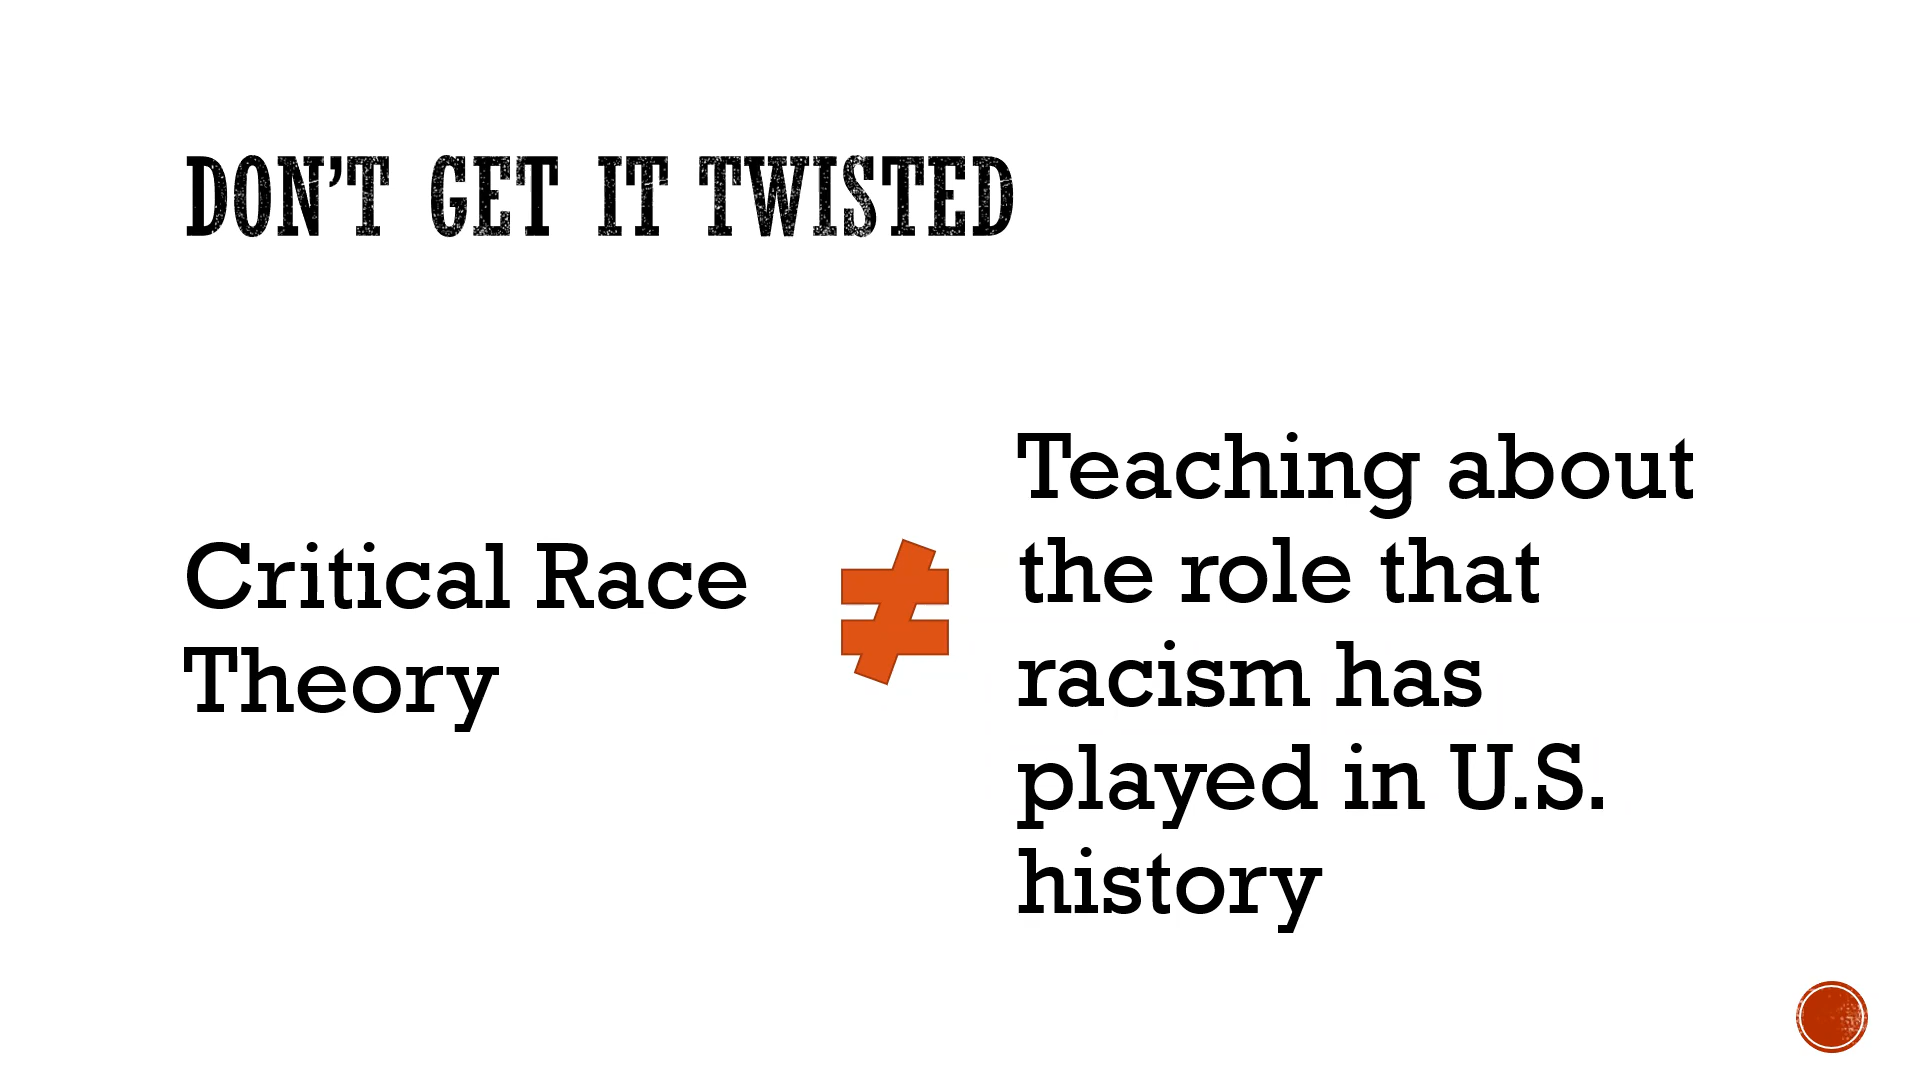 DON'T GET IT TWISTED
Critical Race
Theory
≠
Teaching about
the role that
racism has
played in U.S.
history